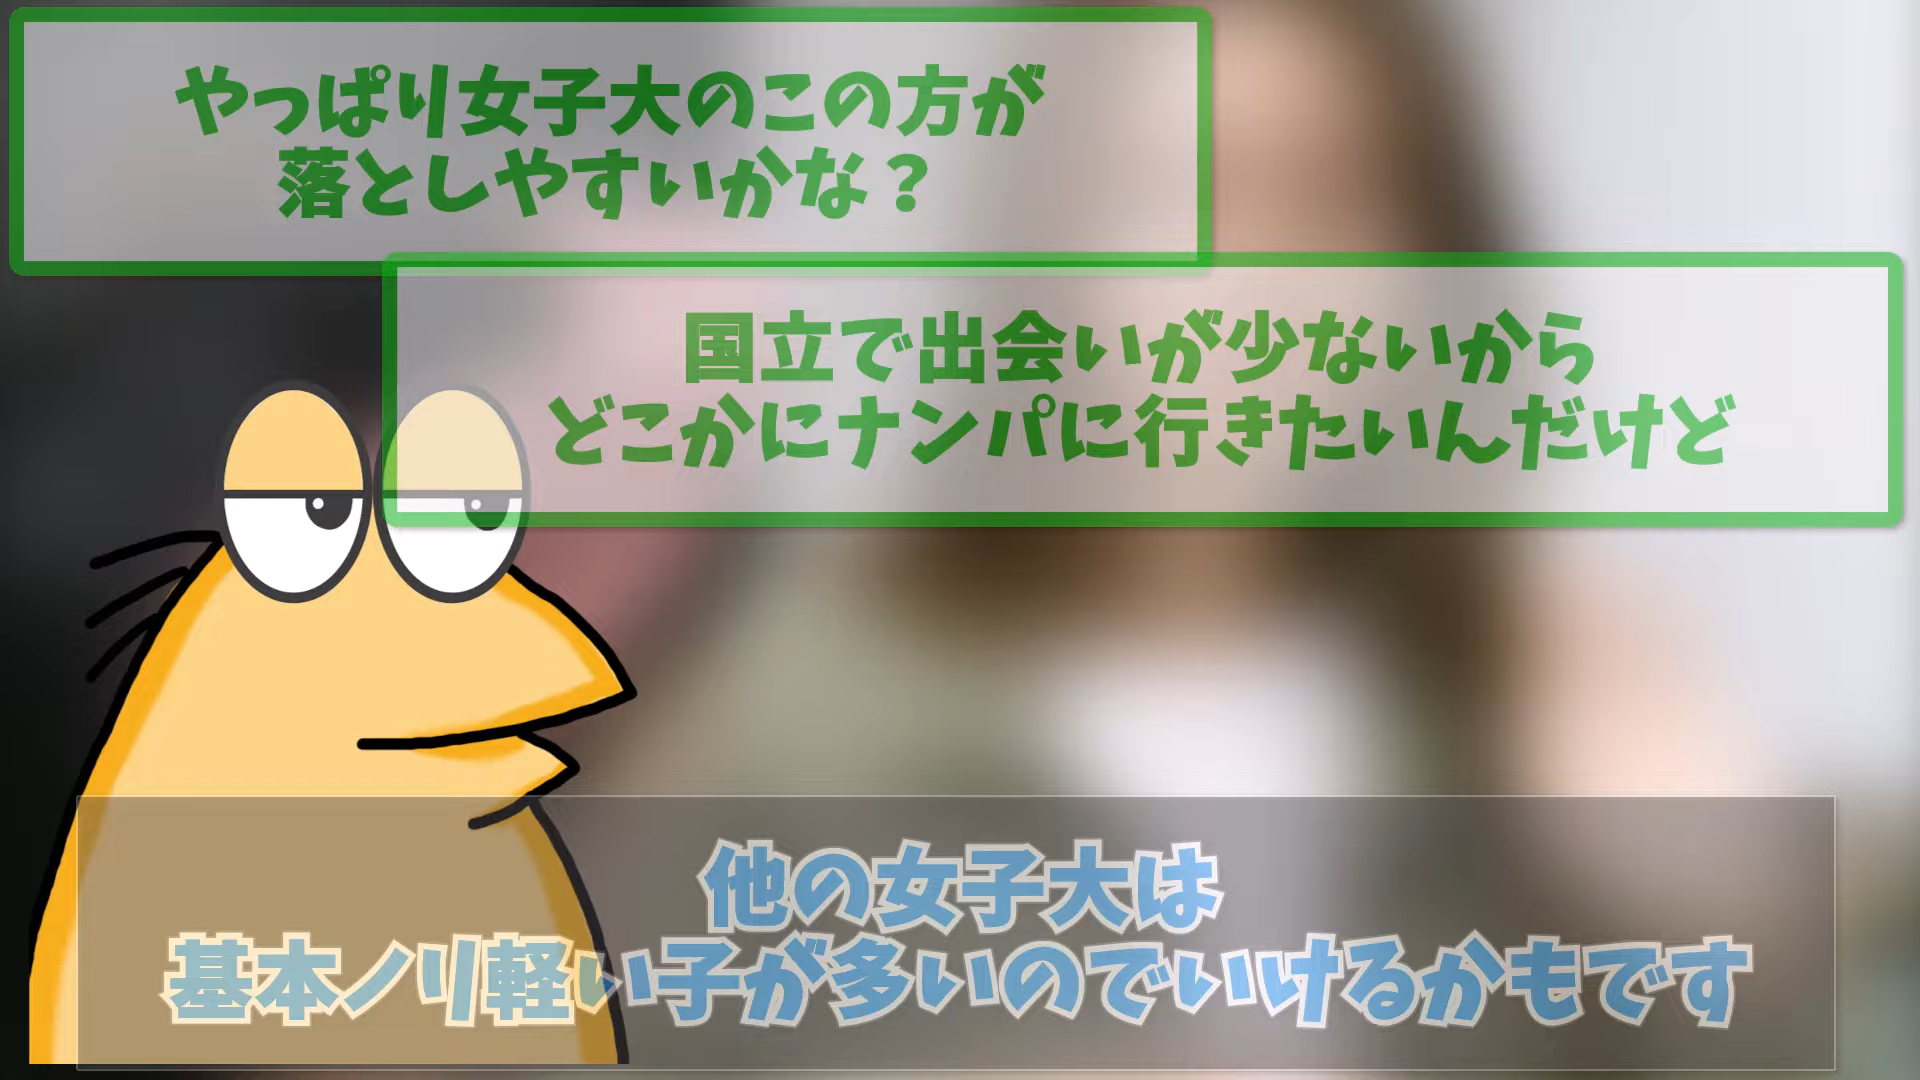 やっぱり女子大のこの方が
落としやすいかな？
国立で出会いが少ないから
どこかにナンパに行きたいんだけど
他の女子大は
基本ノリ軽い子が多いのでいけるかもです